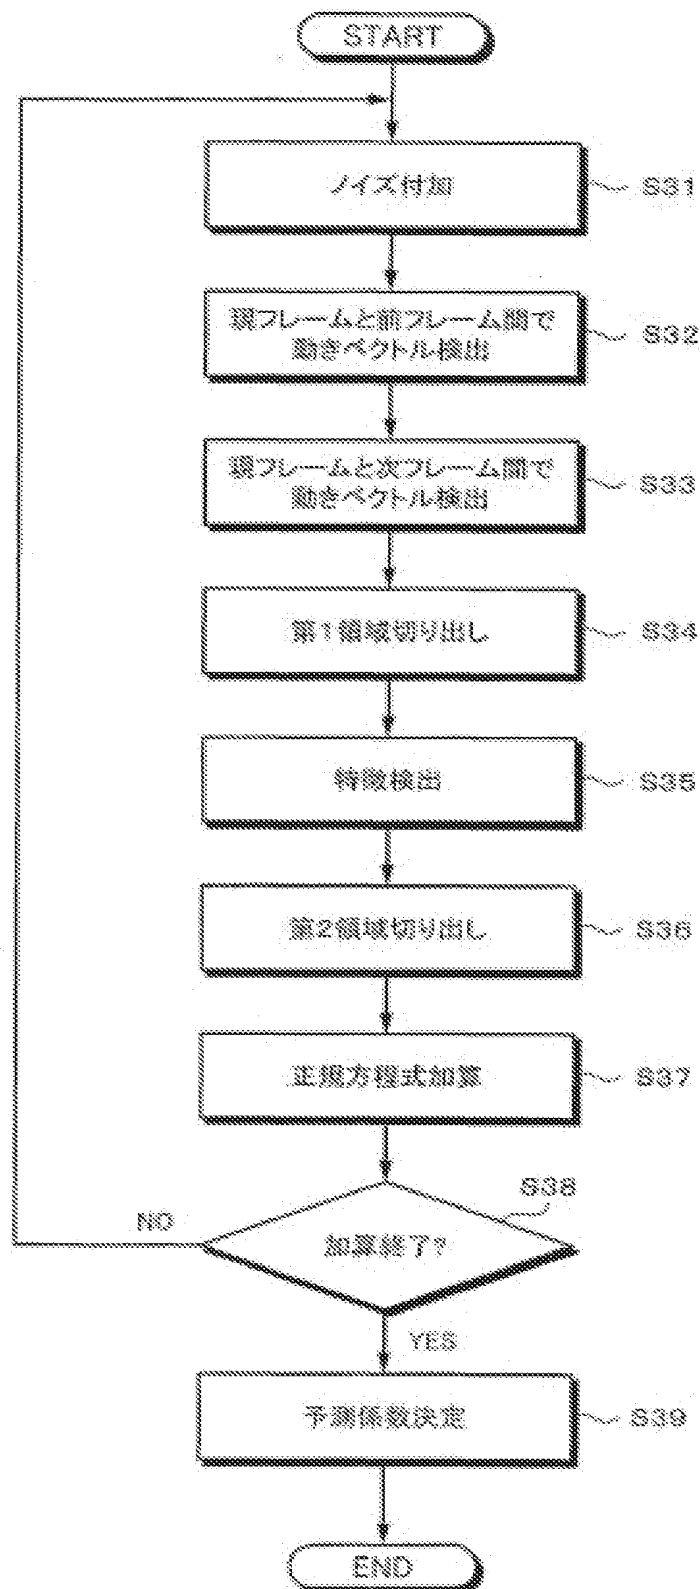 START
ノイズ付加
S31
現フレームと前フレーム間で
動きベクトル検出
S32
現フレームと次フレーム間で
動きベクトル検出
S33
第1領域切り出し
S34
特徴検出
S35
第2領域切り出し
S36
正規方程式加算
S37
S38
加算終了?
NO
YES
予測係数決定
S39
END